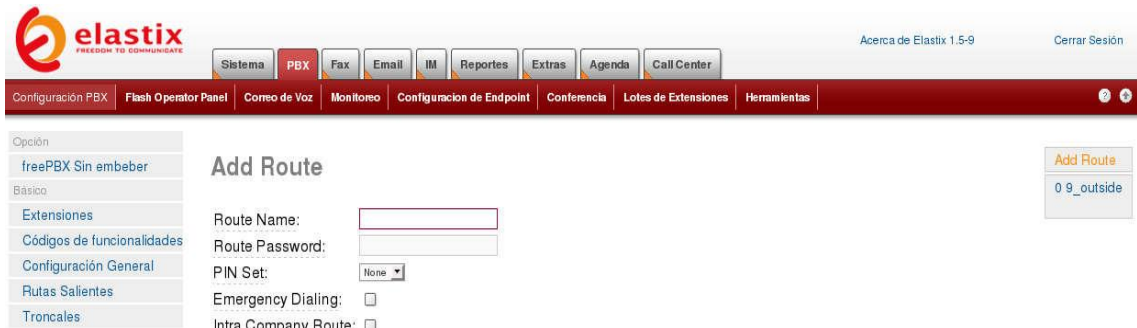 elastix
FREEDOM TO COMMUNICATE
Acerca de Elastix 1.5-9
Cerrar Sesión
Sistema PBX Fax Email IM Reportes Extras Agenda Call Center
Configuración PBX Flash Operator Panel Correo de Voz Monitoreo Configuracion de Endpoint Conferencia Lotes de Extensiones Herramientas ?
Opción
freePBX Sin embeber
Básico
Extensiones
Códigos de funcionalidades
Configuración General
Rutas Salientes
Troncales
Add Route
Route Name:
Route Password:
PIN Set: None
Emergency Dialing:
Intra Company Route:
Add Route
0 9_outside